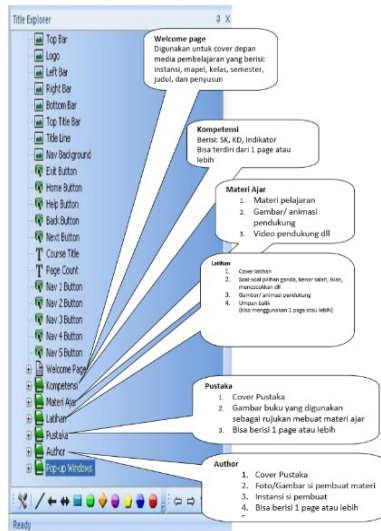 Title Explorer
Top Bar
Logo
Left Bar
Right Bar
Bottom Bar
Top Title Bar
Title Line
Nav Background
Exit Button
Home Button
Help Button
Back Button
Next Button
Course Title
Page Count
Nav 1 Button
Nav 2 Button
Nav 3 Button
Nav 4 Button
Nav 5 Button
Welcome Page
Kompetensi
Materi Ajar
Latihan
Pustaka
Author
Pop-up Windows
Ready
Welcome page
Digunakan untuk cover depan
media pembelajaran yang berisi:
instansi, mapel, kelas, semester,
judul, dan penyusun
Kompetensi
Berisi: SK, KD, Indikator
Bisa terdiri dari 1 page atau
lebih
Materi Ajar
1. Materi pelajaran
2. Gambar/ animasi
pendukung
3. Video pendukung dll
Latihan
1. Cover latihan
2. Soal-soal pilihan ganda, benar salah, isian,
mencocokkan dll
3. Gambar/ animasi pendukung
4. Umpan balik
(bisa menggunakan 1 page atau lebih)
Pustaka
1. Cover Pustaka
2. Gambar buku yang digunakan
sebagai rujukan mebuat materi ajar
3. Bisa berisi 1 page atau lebih
Author
1. Cover Pustaka
2. Foto/Gambar si pembuat materi
3. Instansi si pembuat
4. Bisa berisi 1 page atau lebih